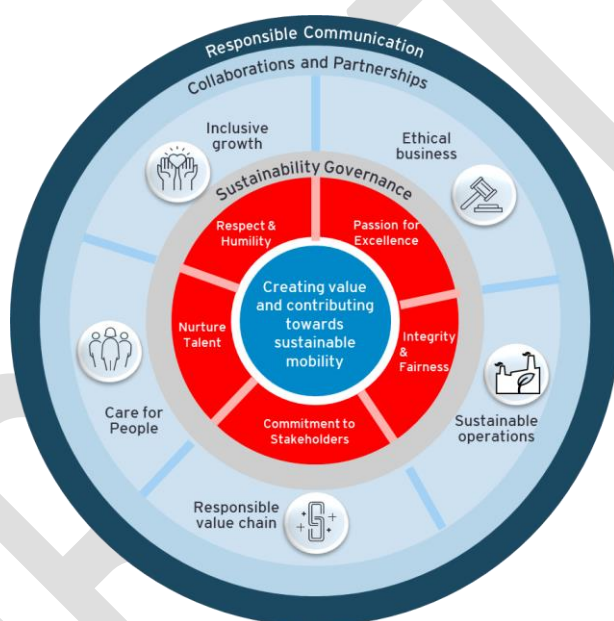 Responsible Communication
Collaborations and Partnerships
Inclusive
growth
Ethical
business
Sustainability Governance
Respect &
Humility
Passion for
Excellence
Creating value
and contributing
towards
sustainable
mobility
Nurture
Talent
Integrity
&
Fairness
Care for
People
Commitment to
Stakeholders
Sustainable
operations
Responsible
value chain